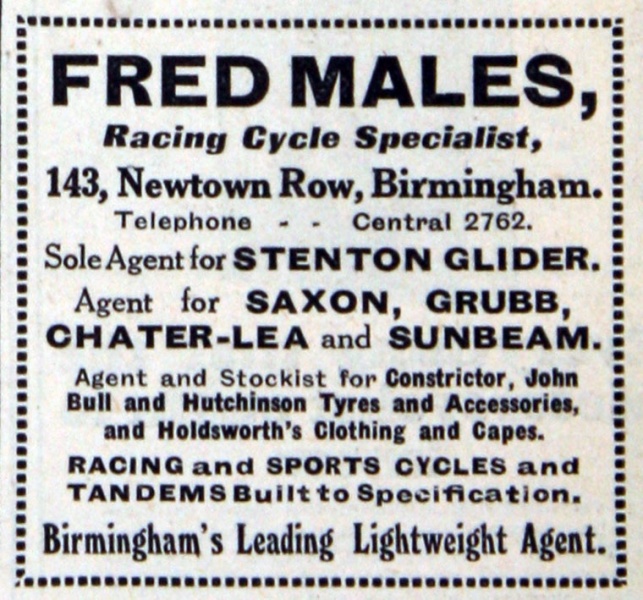 FRED MALES,
Racing Cycle Specialist,
143, Newtown Row, Birmingham.
Telephone - - Central 2762.
Sole Agent for STENTON GLIDER.
Agent for SAXON, GRUBB,
CHATER-LEA and SUNBEAM.
Agent and Stockist for Constrictor, John
Bull and Hutchinson Tyres and Accessories,
and Holdsworth's Clothing and Capes.
RACING and SPORTS CYCLES and
TANDEMS Built to Specification.
Birmingham's Leading Lightweight Agent.